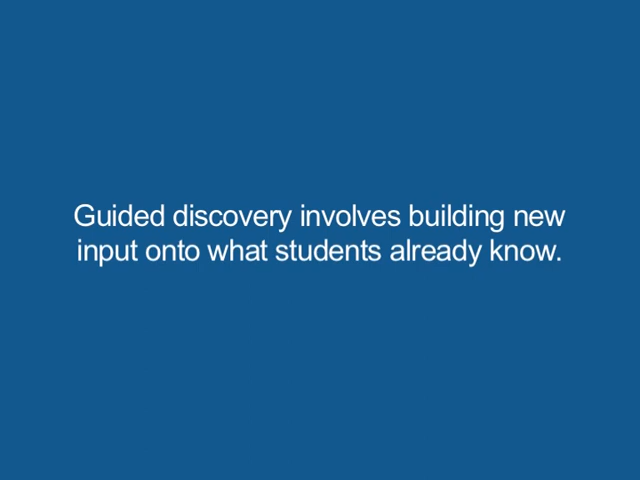 Guided discovery involves building new
input onto what students already know.